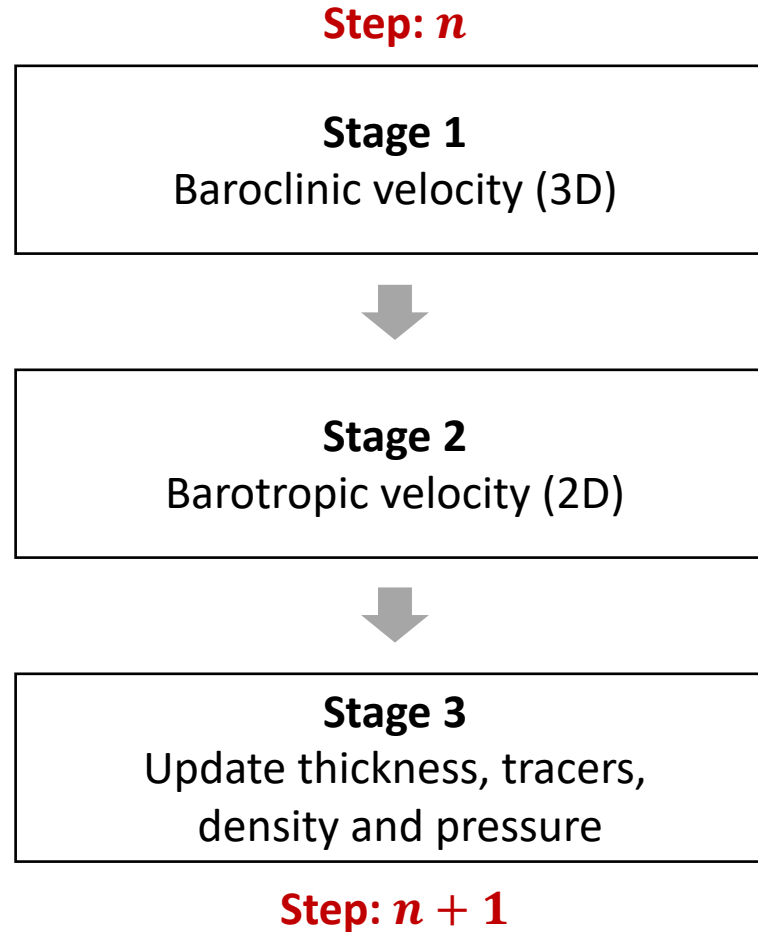 Step: n
Stage 1
Baroclinic velocity (3D)
Stage 2
Barotropic velocity (2D)
Stage 3
Update thickness, tracers,
density and pressure
Step: n + 1